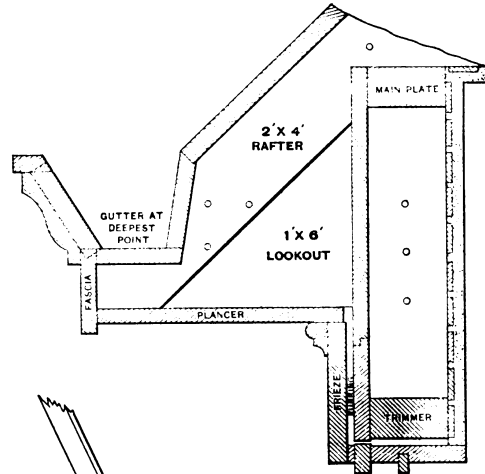 MAIN PLATE
2'X 4'
RAFTER
GUTTER AT
DEEPEST
POINT
1'X 6'
LOOKOUT
FASCIA
PLANCER
FRIEZE
TRIMMER